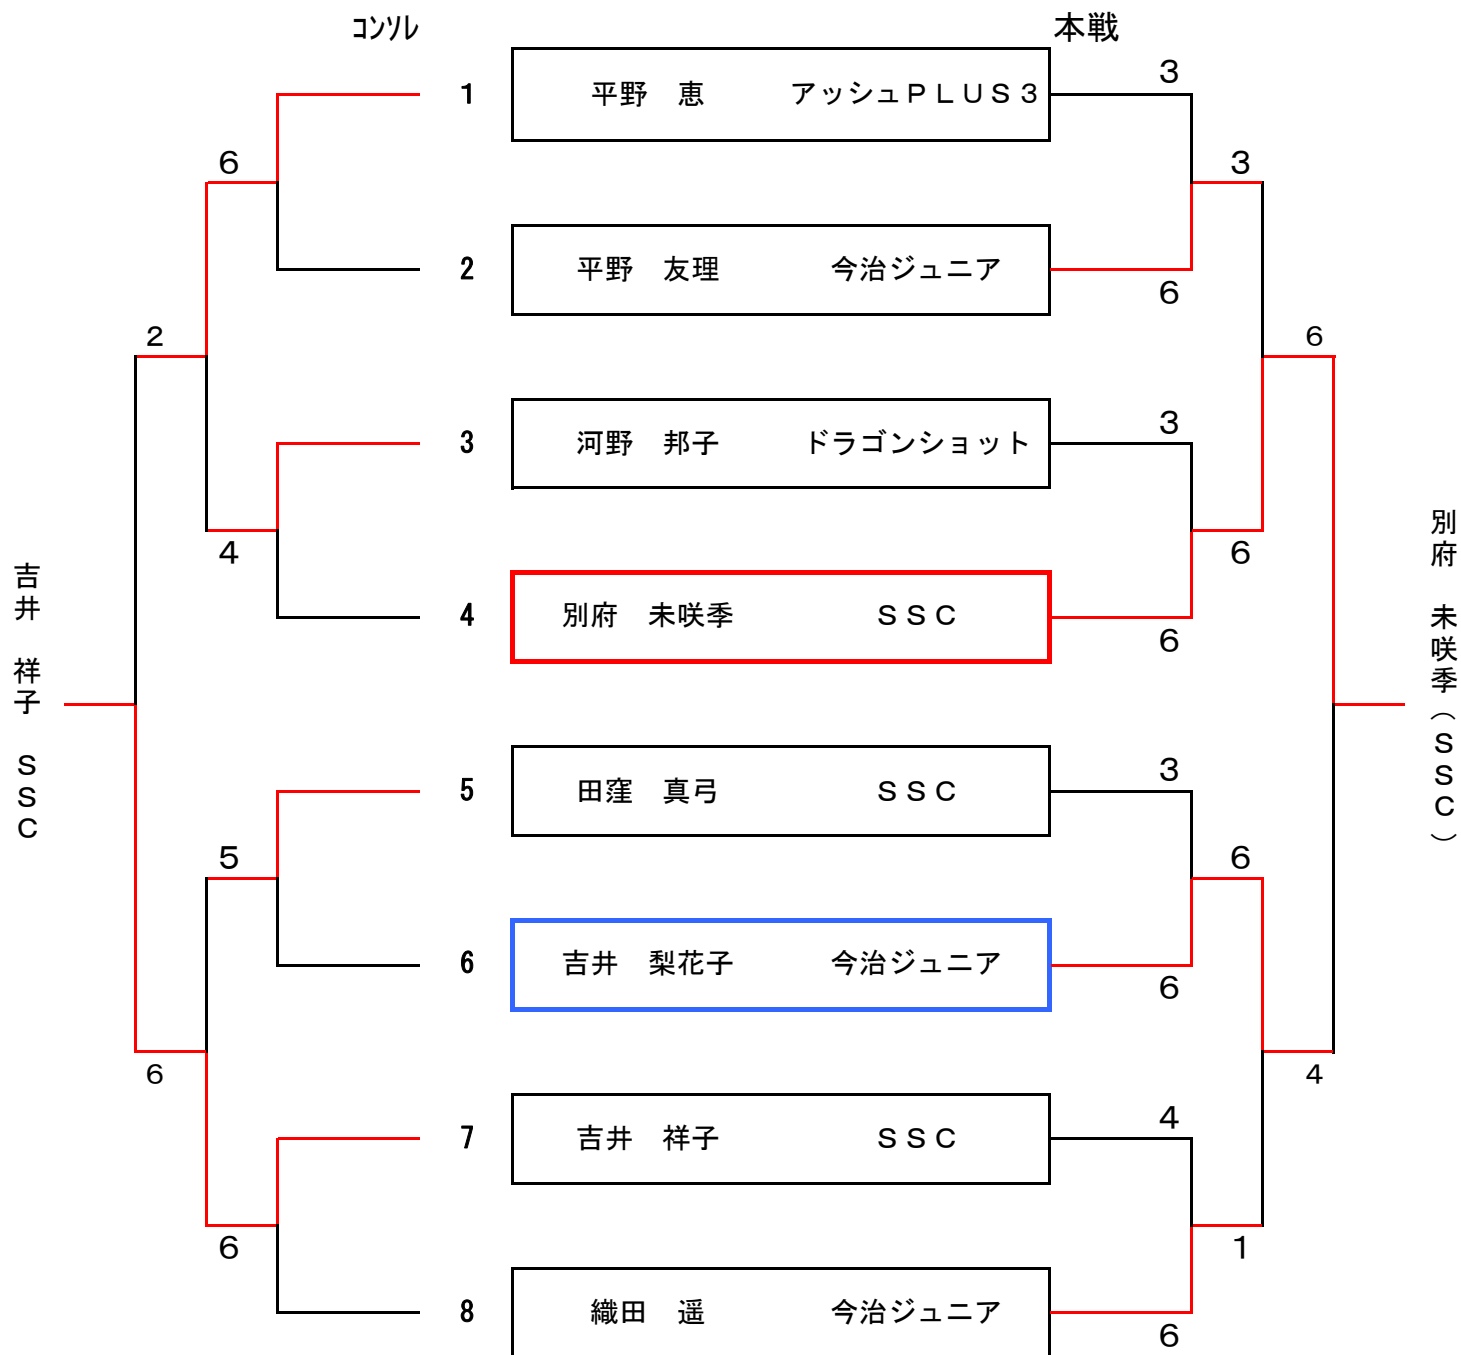 コンソレ 本戦
1 平野　恵 アッシュＰＬＵＳ３ 3
6 3
2 平野　友理 今治ジュニア 6
2 6
3 河野　邦子 ドラゴンショット 3
4 6
4 別府　未咲季 ＳＳＣ 6
吉井　祥子　ＳＳＣ
別府　未咲季（ＳＳＣ）
5 田窪　真弓 ＳＳＣ 3
5 6
6 吉井　梨花子 今治ジュニア 6
6 4
7 吉井　祥子 ＳＳＣ 4
6 1
8 織田　遥 今治ジュニア 6